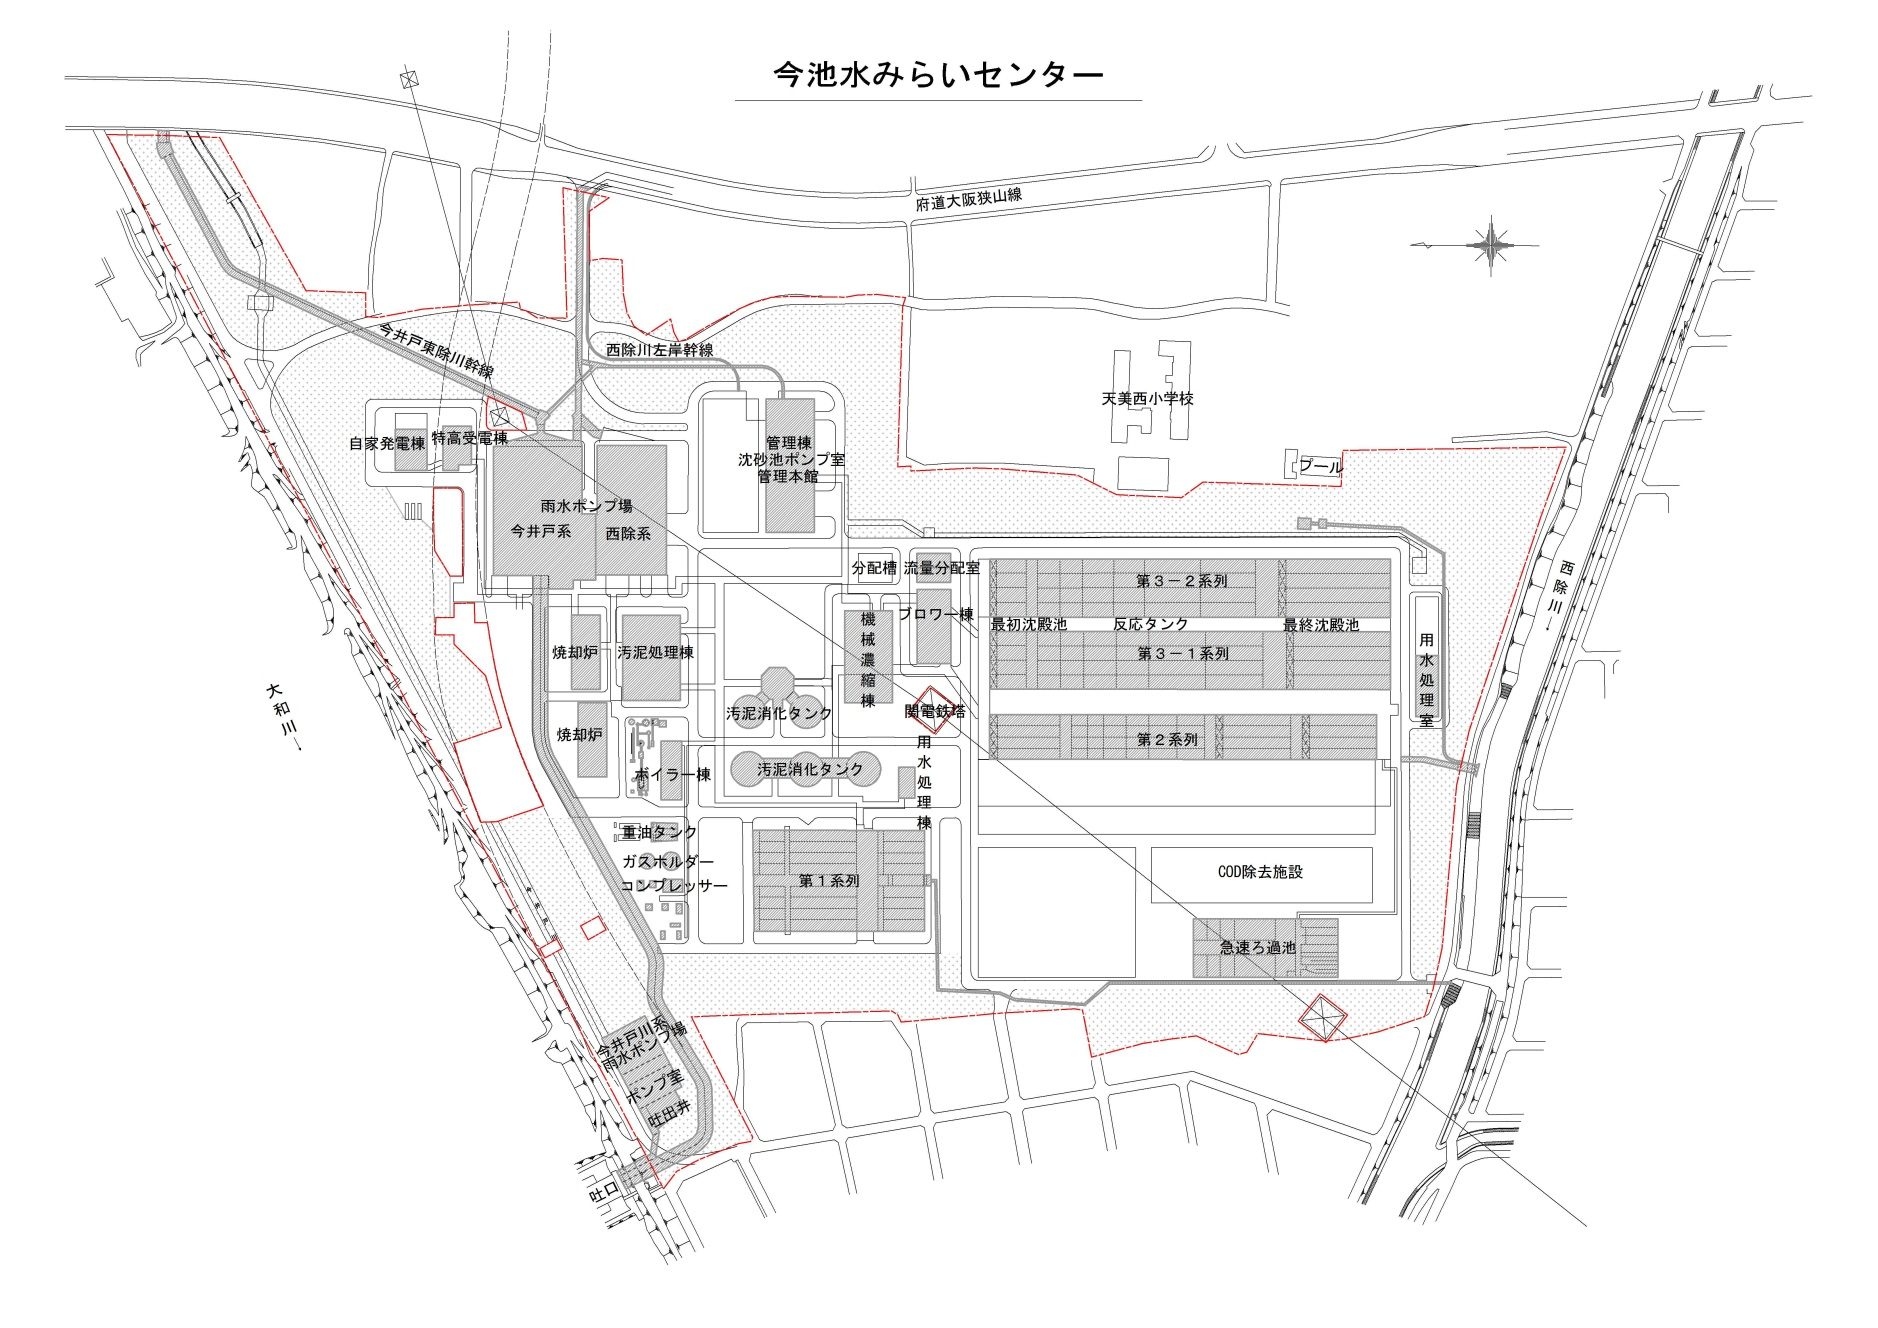 今池水みらいセンター
府道大阪狭山線
今井戸東除川幹線
西除川左岸幹線
天美西小学校
プール
自家発電棟
特高受電棟
管理棟
沈砂池ポンプ室
管理本館
雨水ポンプ場
今井戸系
西除系
分配槽
流量分配室
ブロワー棟
機械濃縮棟
第3-2系列
最初沈殿池
反応タンク
最終沈殿池
第3-1系列
第2系列
用水処理室
西除川→
焼却炉
汚泥処理棟
汚泥消化タンク
関電鉄塔
用水処理棟
大和川→
焼却炉
ボイラー棟
汚泥消化タンク
重油タンク
ガスホルダー
コンプレッサー
第1系列
COD除去施設
急速ろ過池
今井戸川系
雨水ポンプ場
ポンプ室
吐出井
吐口